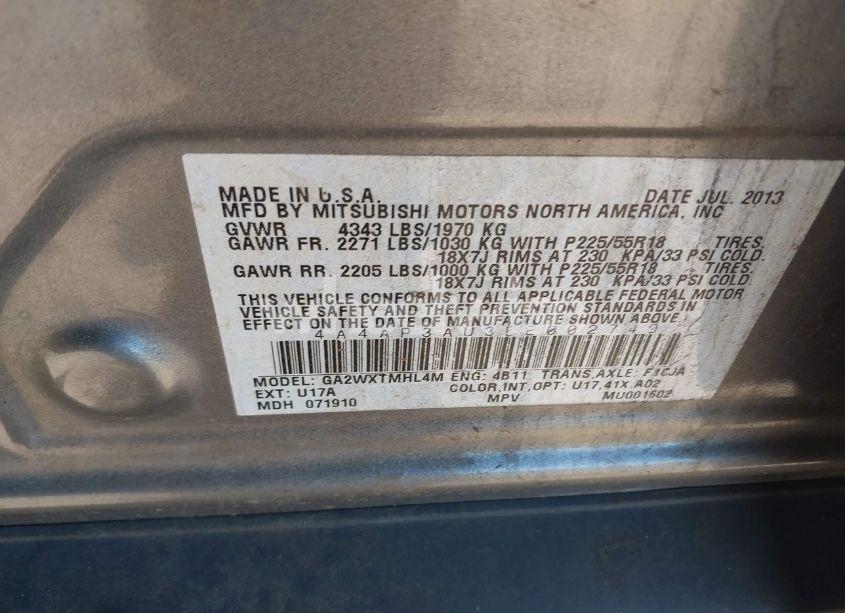 MADE IN U.S.A. DATE JUL. 2013
MFD BY MITSUBISHI MOTORS NORTH AMERICA, INC
GVWR 4343 LBS/1970 KG
GAWR FR. 2271 LBS/1030 KG WITH P225/55R18 TIRES.
18X7J RIMS AT 230 KPA/33 PSI COLD.
GAWR RR. 2205 LBS/1000 KG WITH P225/55R18 TIRES.
18X7J RIMS AT 230 KPA/33 PSI COLD.
THIS VEHICLE CONFORMS TO ALL APPLICABLE FEDERAL MOTOR
VEHICLE SAFETY AND THEFT PREVENTION STANDARDS IN
EFFECT ON THE DATE OF MANUFACTURE SHOWN ABOVE.
MODEL: GA2WXTMHL4M ENG: 4B11 TRANS,AXLE: F1CJA
EXT: U17A COLOR,INT,OPT: U17,41X A02
MDH 071910 MPV MU001602